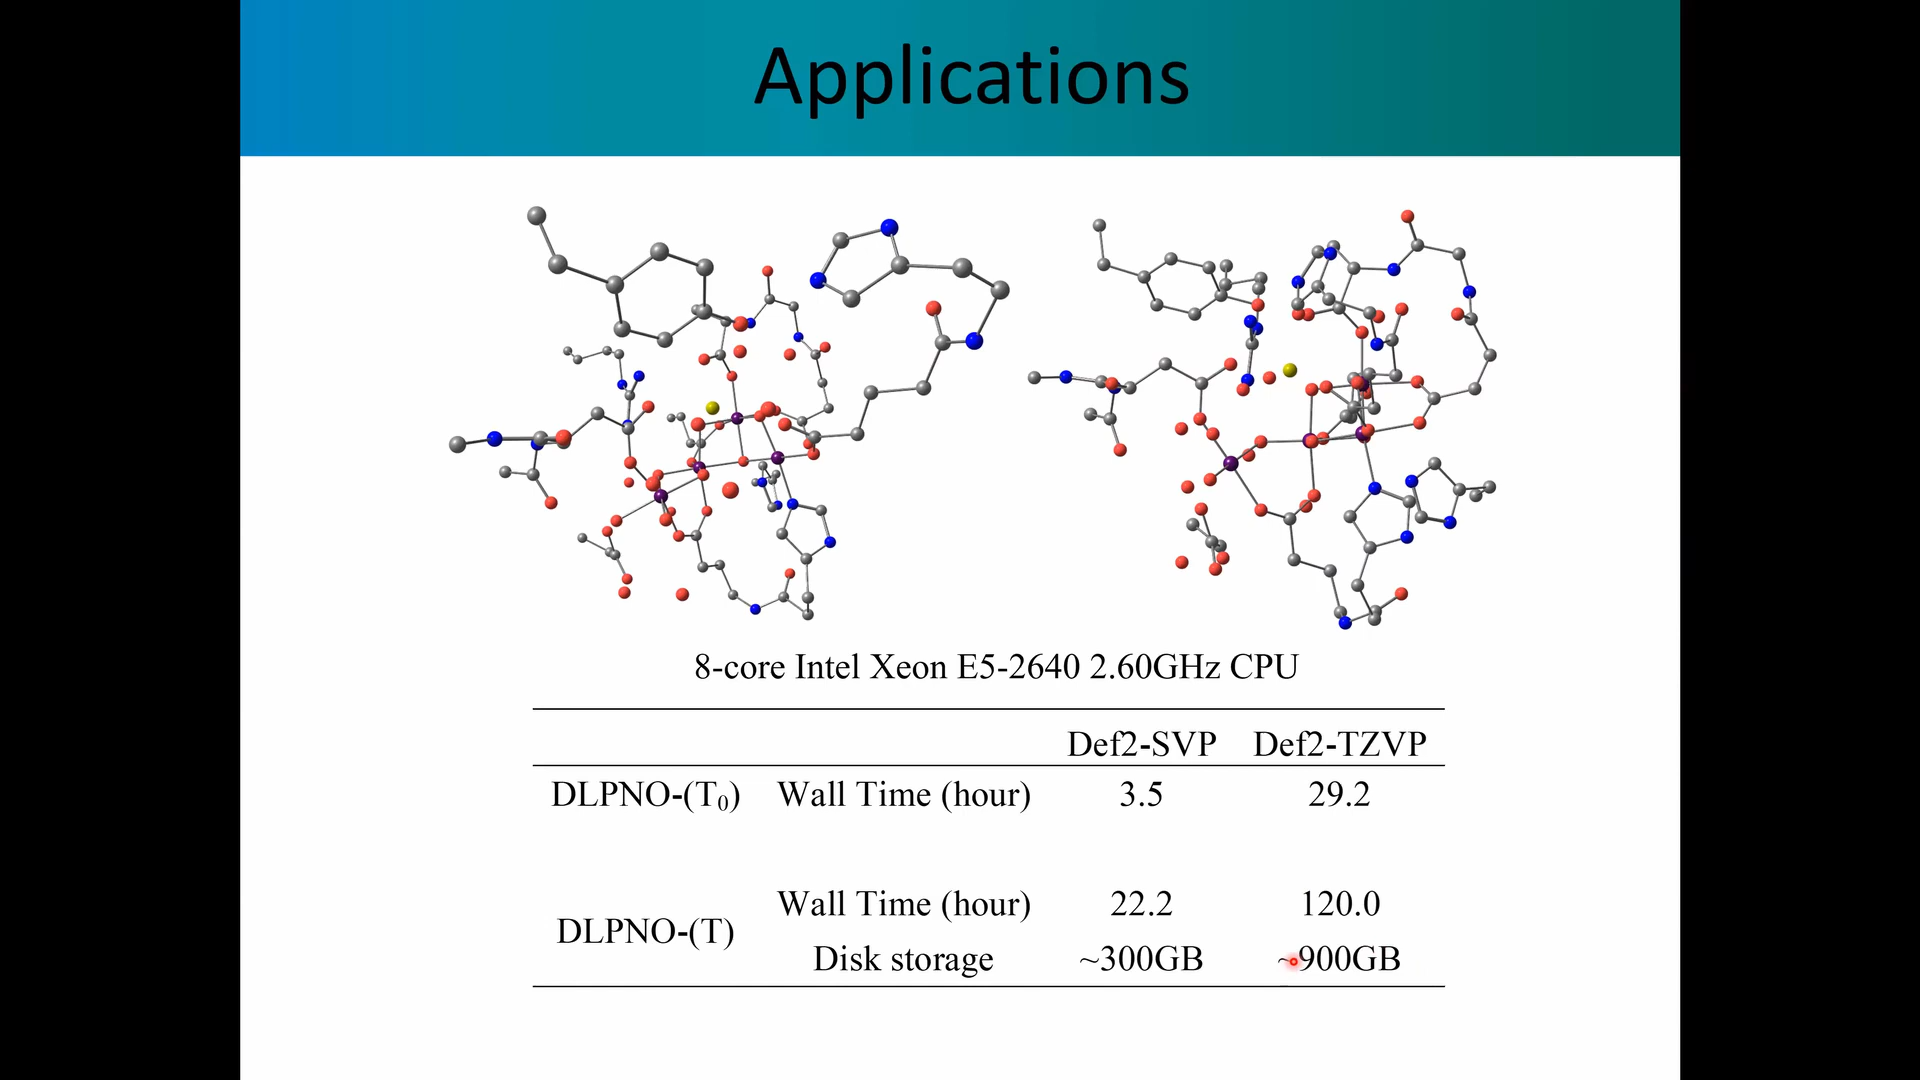 Applications
8-core Intel Xeon E5-2640 2.60GHz CPU
Def2-SVP Def2-TZVP
DLPNO-(T₀) Wall Time (hour) 3.5 29.2
Wall Time (hour) 22.2 120.0
DLPNO-(T)
Disk storage ~300GB ~900GB